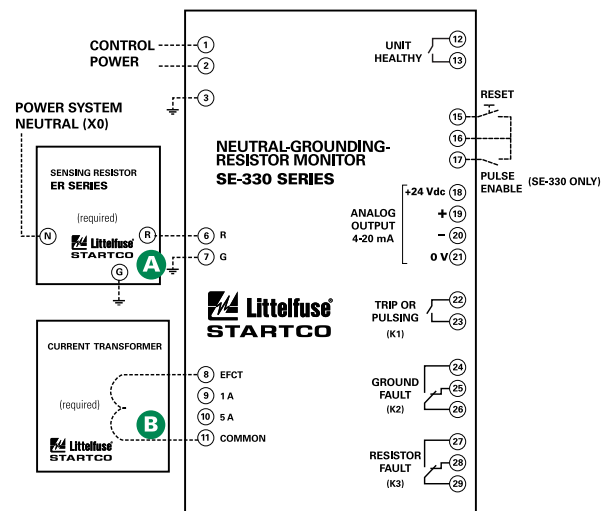 CONTROL
POWER
1
2
3
POWER SYSTEM
NEUTRAL (X0)
SENSING RESISTOR
ER SERIES
(required)
N
R
Littelfuse
STARTCO
G
A
6 R
7 G
CURRENT TRANSFORMER
(required)
Littelfuse
STARTCO
B
8 EFCT
9 1 A
10 5 A
11 COMMON
NEUTRAL-GROUNDING-
RESISTOR MONITOR
SE-330 SERIES
Littelfuse®
STARTCO
UNIT
HEALTHY
12
13
RESET
15
16
17
PULSE
ENABLE
(SE-330 ONLY)
ANALOG
OUTPUT
4-20 mA
+24 Vdc 18
+ 19
– 20
0 V 21
TRIP OR
PULSING
(K1)
22
23
GROUND
FAULT
(K2)
24
25
26
RESISTOR
FAULT
(K3)
27
28
29